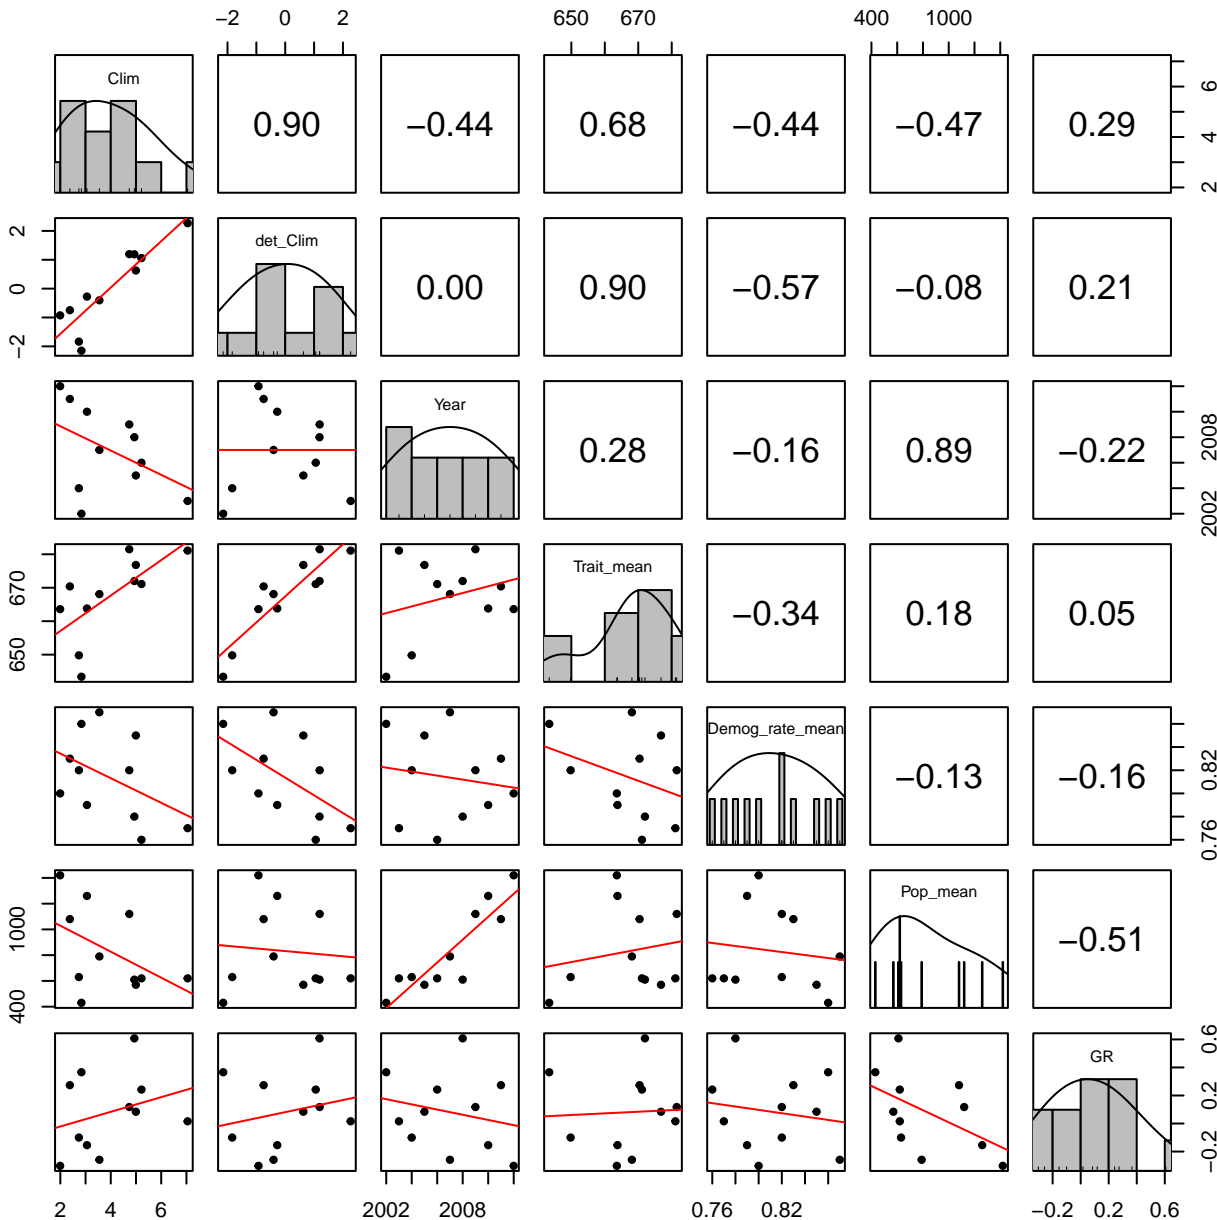 −2 0 2 650 670 400 1000
Clim 0.90 −0.44 0.68 −0.44 −0.47 0.29 2 4 6
−2 0 2 det_Clim 0.00 0.90 −0.57 −0.08 0.21
Year 0.28 −0.16 0.89 −0.22 2002 2008
650 670 Trait_mean −0.34 0.18 0.05
Demog_rate_mean −0.13 −0.16 0.76 0.82
400 1000 Pop_mean −0.51
GR −0.2 0.2 0.6
2 4 6 2002 2008 0.76 0.82 −0.2 0.2 0.6